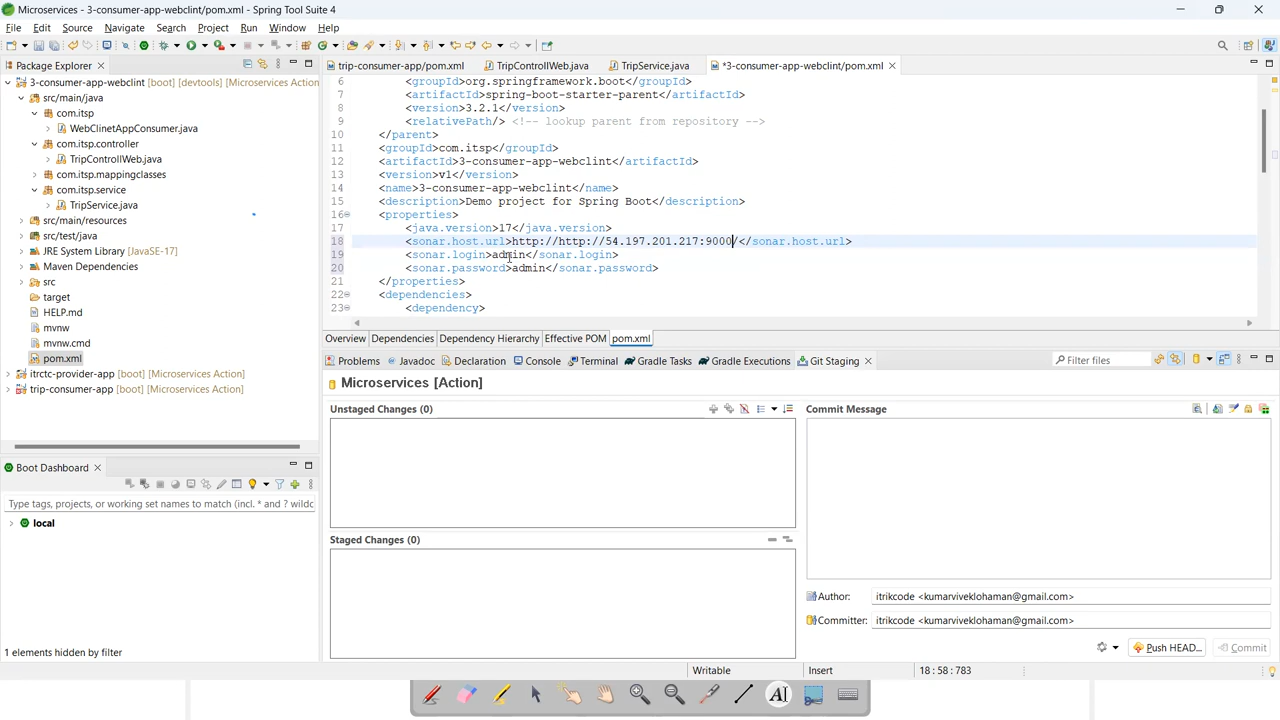 Microservices - 3-consumer-app-webclint/pom.xml - Spring Tool Suite 4
File Edit Source Navigate Search Project Run Window Help
Package Explorer
trip-consumer-app/pom.xml TripControllWeb.java TripService.java *3-consumer-app-webclint/pom.xml
3-consumer-app-webclint [boot] [devtools] [Microservices Action]
src/main/java
com.itsp
WebClinetAppConsumer.java
com.itsp.controller
TripControllWeb.java
com.itsp.mappingclasses
com.itsp.service
TripService.java
src/main/resources
src/test/java
JRE System Library [JavaSE-17]
Maven Dependencies
src
target
HELP.md
mvnw
mvnw.cmd
pom.xml
itrctc-provider-app [boot] [Microservices Action]
trip-consumer-app [boot] [Microservices Action]
6 <groupId>org.springframework.boot</groupId>
7 <artifactId>spring-boot-starter-parent</artifactId>
8 <version>3.2.1</version>
9 <relativePath/> <!-- lookup parent from repository -->
10 </parent>
11 <groupId>com.itsp</groupId>
12 <artifactId>3-consumer-app-webclint</artifactId>
13 <version>v1</version>
14 <name>3-consumer-app-webclint</name>
15 <description>Demo project for Spring Boot</description>
16 <properties>
17 <java.version>17</java.version>
18 <sonar.host.url>http://http://54.197.201.217:9000/</sonar.host.url>
19 <sonar.login>admin</sonar.login>
20 <sonar.password>admin</sonar.password>
21 </properties>
22 <dependencies>
23 <dependency>
Overview Dependencies Dependency Hierarchy Effective POM pom.xml
Problems Javadoc Declaration Console Terminal Gradle Tasks Gradle Executions Git Staging
Filter files
Microservices [Action]
Unstaged Changes (0)
Commit Message
Staged Changes (0)
Author: itrikcode <kumarviveklohaman@gmail.com>
Committer: itrikcode <kumarviveklohaman@gmail.com>
Push HEAD... Commit
Boot Dashboard
Type tags, projects, or working set names to match (incl. * and ? wildc
local
1 elements hidden by filter
Writable Insert 18 : 58 : 783
AI